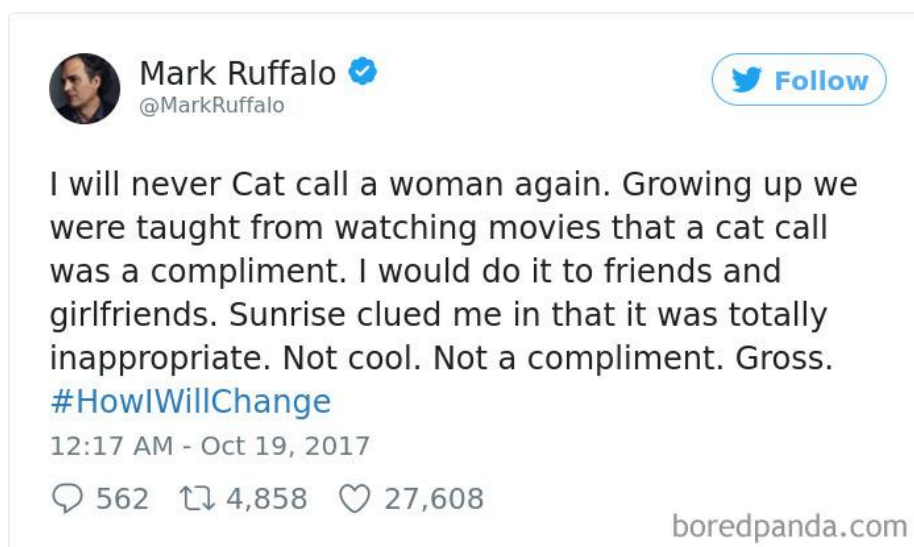 Mark Ruffalo
@MarkRuffalo
Follow
I will never Cat call a woman again. Growing up we
were taught from watching movies that a cat call
was a compliment. I would do it to friends and
girlfriends. Sunrise clued me in that it was totally
inappropriate. Not cool. Not a compliment. Gross.
#HowIWillChange
12:17 AM - Oct 19, 2017
562 4,858 27,608
boredpanda.com